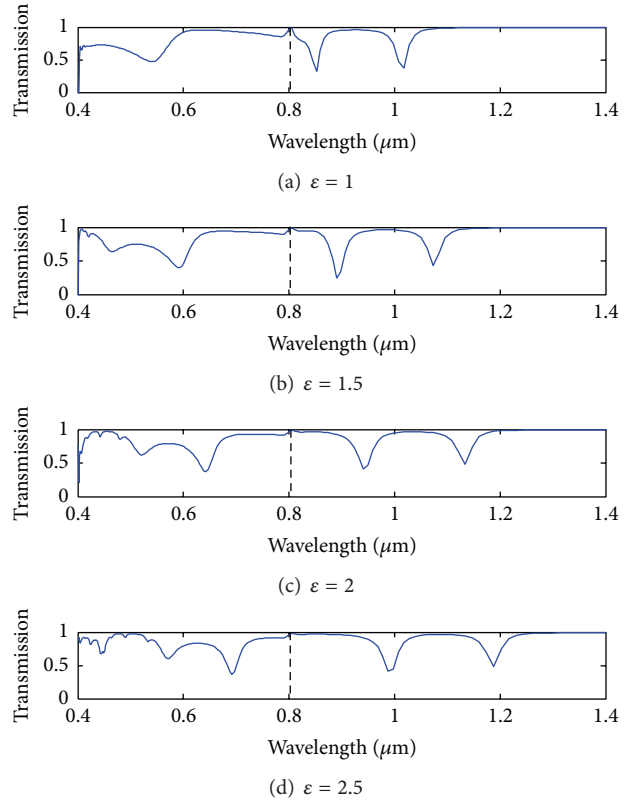 Transmission
1
0.5
0
0.4 0.6 0.8 1 1.2 1.4
Wavelength (μm)
(a) ε = 1
Transmission
1
0.5
0
0.4 0.6 0.8 1 1.2 1.4
Wavelength (μm)
(b) ε = 1.5
Transmission
1
0.5
0
0.4 0.6 0.8 1 1.2 1.4
Wavelength (μm)
(c) ε = 2
Transmission
1
0.5
0
0.4 0.6 0.8 1 1.2 1.4
Wavelength (μm)
(d) ε = 2.5